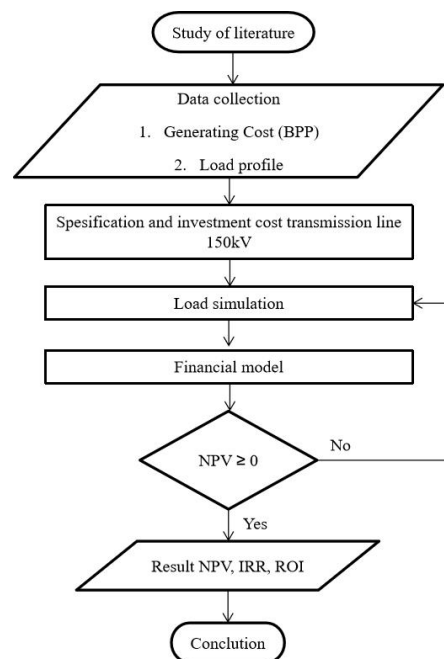 Study of literature
Data collection
1. Generating Cost (BPP)
2. Load profile
Spesification and investment cost transmission line
150kV
Load simulation
Financial model
NPV ≥ 0
No
Yes
Result NPV, IRR, ROI
Conclution